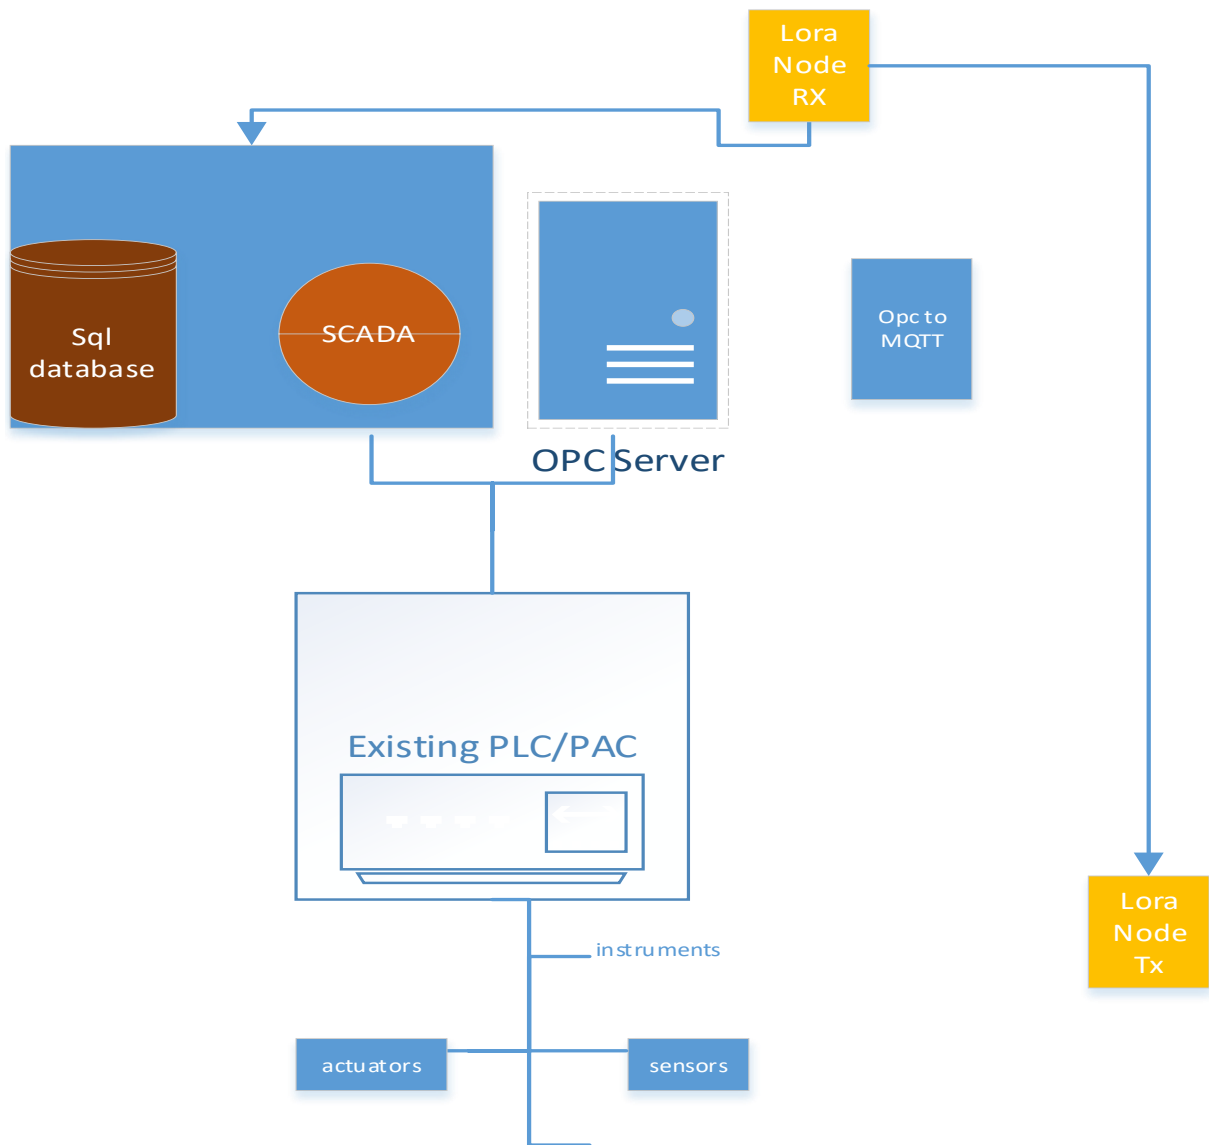 Lora
Node
RX
Sql
database
SCADA
Opc to
MQTT
OPC Server
Existing PLC/PAC
instruments
Lora
Node
Tx
actuators
sensors